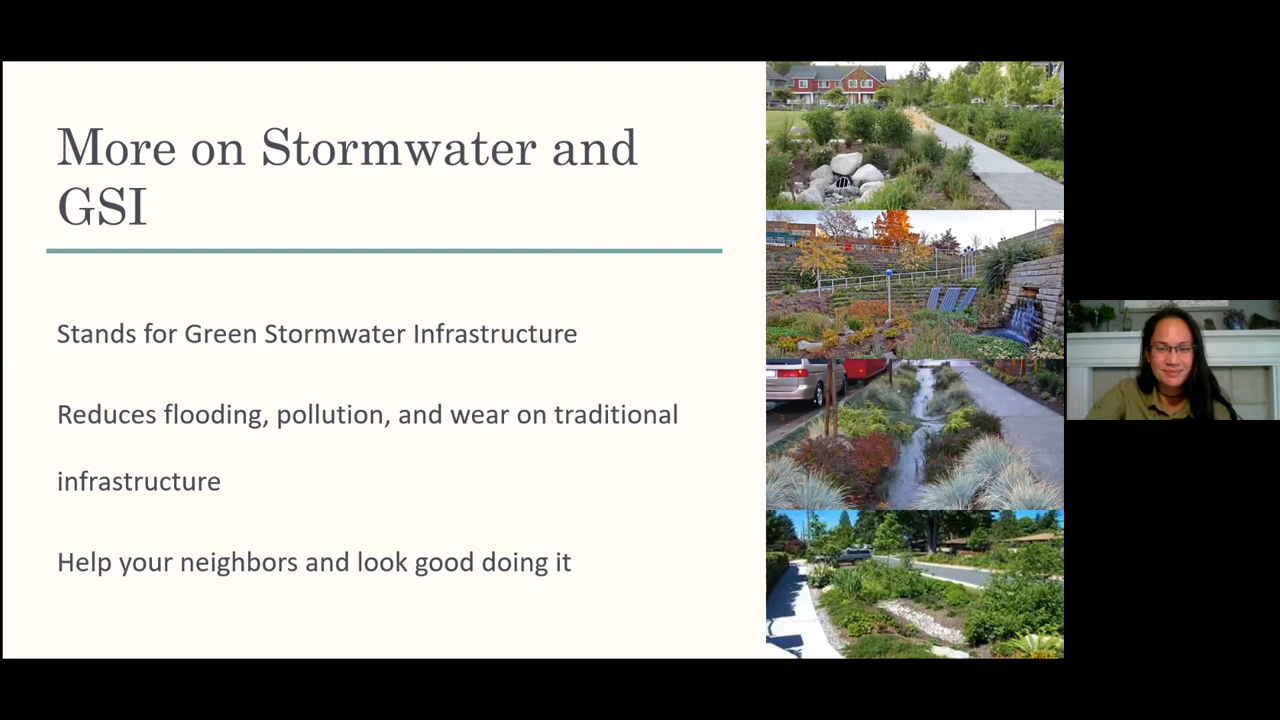 More on Stormwater and
GSI
Stands for Green Stormwater Infrastructure
Reduces flooding, pollution, and wear on traditional
infrastructure
Help your neighbors and look good doing it